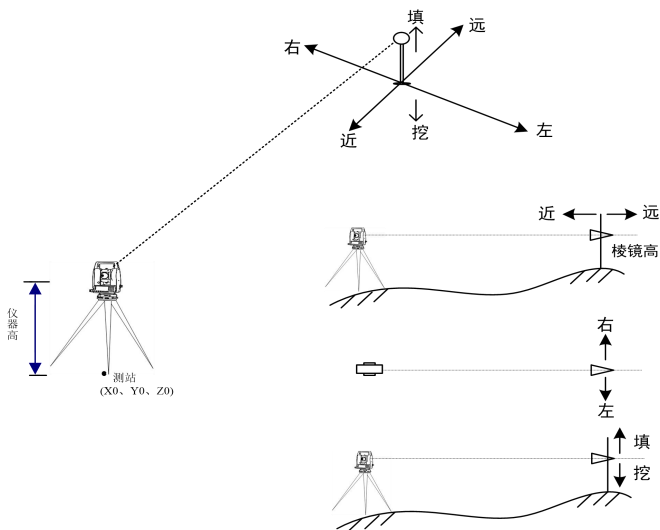 填
远
右
左
近
挖
近
远
棱镜高
仪器高
测站
(X0、Y0、Z0)
右
左
填
挖